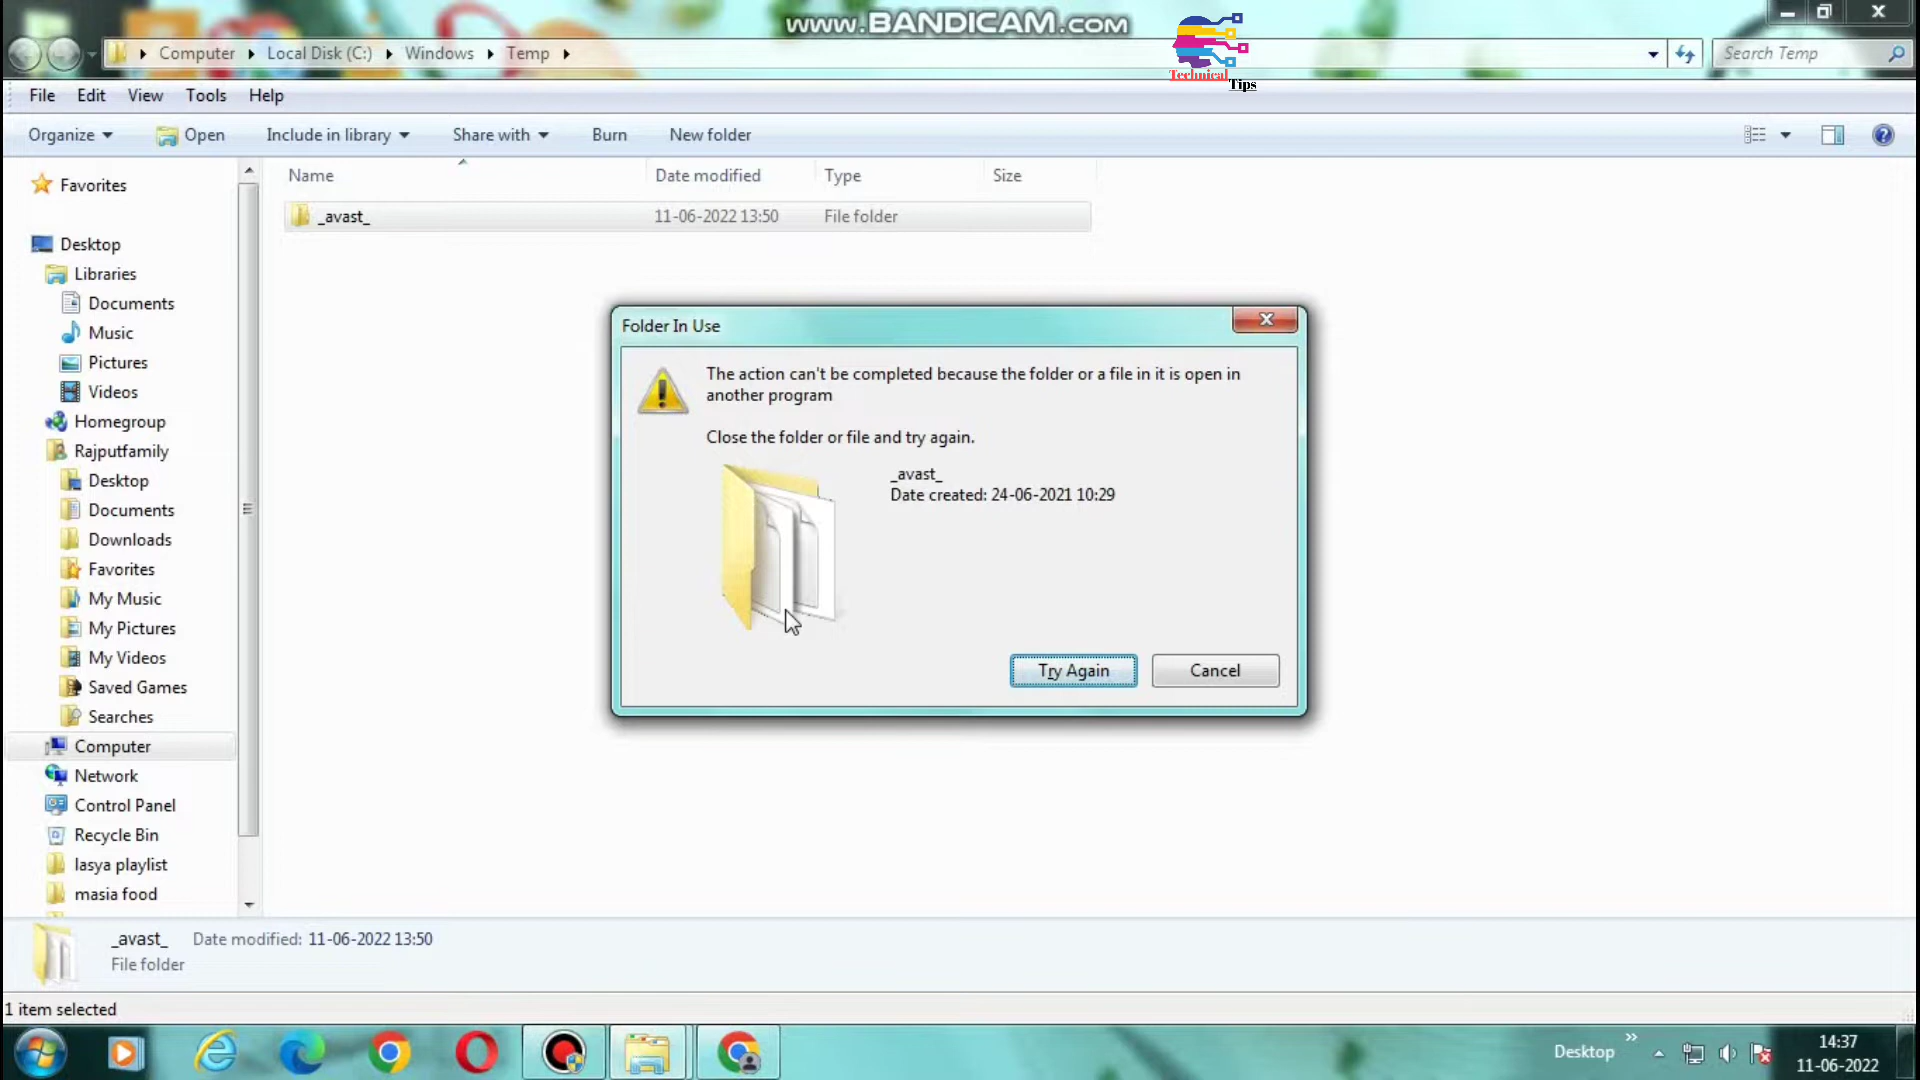 www.BANDICAM.com
Technical
Tips
Computer
Local Disk (C:)
Windows
Temp
Search Temp
File
Edit
View
Tools
Help
Organize
Open
Include in library
Share with
Burn
New folder
Name
Date modified
Type
Size
_avast_
11-06-2022 13:50
File folder
Favorites
Desktop
Libraries
Documents
Music
Pictures
Videos
Homegroup
Rajputfamily
Desktop
Documents
Downloads
Favorites
My Music
My Pictures
My Videos
Saved Games
Searches
Computer
Network
Control Panel
Recycle Bin
lasya playlist
masia food
Folder In Use
The action can't be completed because the folder or a file in it is open in
another program
Close the folder or file and try again.
_avast_
Date created: 24-06-2021 10:29
Try Again
Cancel
_avast_
Date modified: 11-06-2022 13:50
File folder
1 item selected
Desktop
14:37
11-06-2022